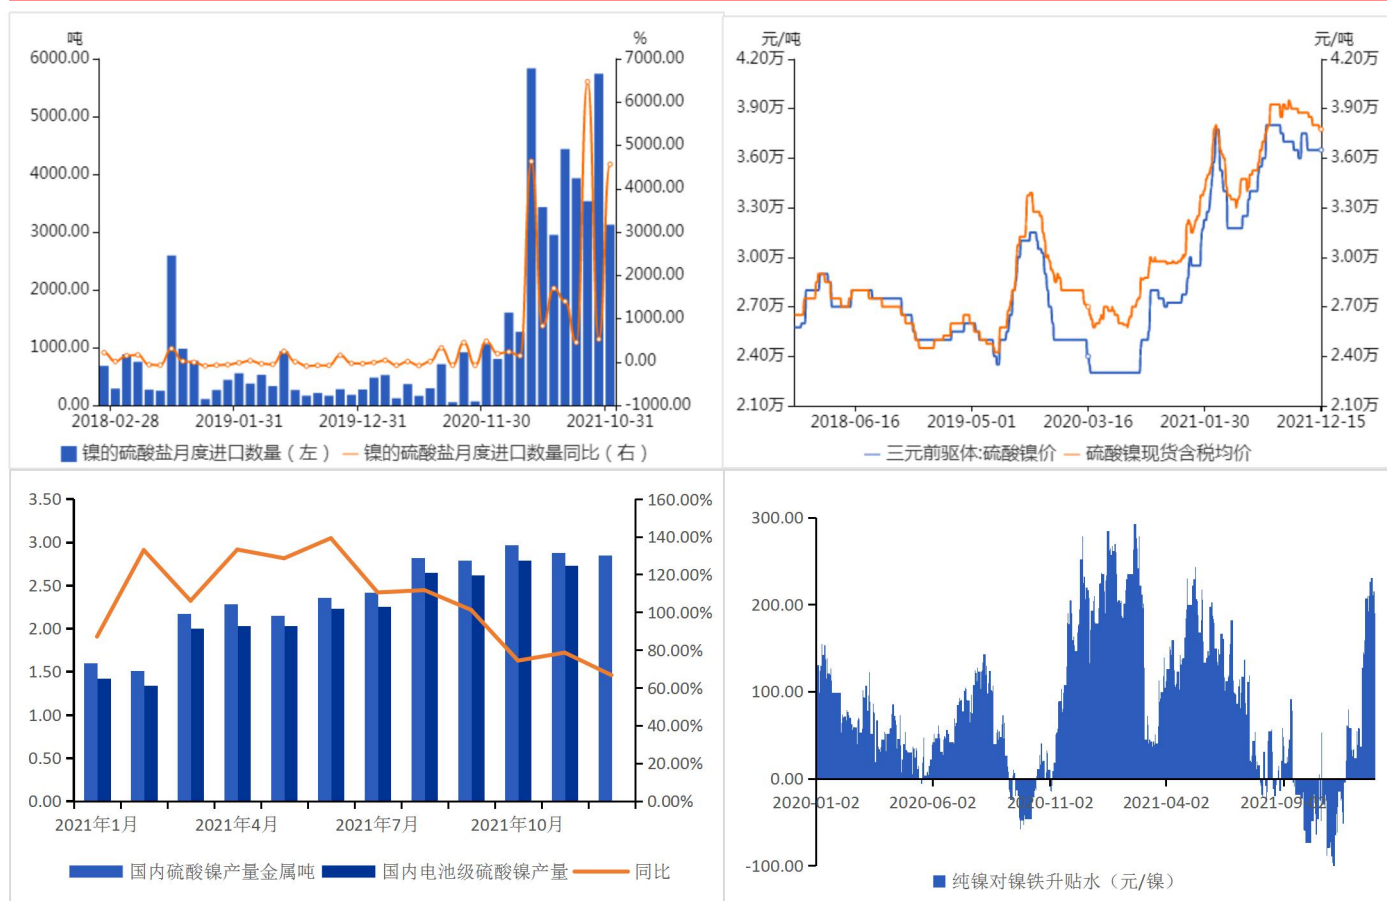 吨
%
6000.00
5000.00
4000.00
3000.00
2000.00
1000.00
0.00
7000.00
6000.00
5000.00
4000.00
3000.00
2000.00
1000.00
0.00
-1000.00
2018-02-28 2019-01-31 2019-12-31 2020-11-30 2021-10-31
镍的硫酸盐月度进口数量（左） 镍的硫酸盐月度进口数量同比（右）
元/吨
元/吨
4.20万
3.90万
3.60万
3.30万
3.00万
2.70万
2.40万
2.10万
4.20万
3.90万
3.60万
3.30万
3.00万
2.70万
2.40万
2.10万
2018-06-16 2019-05-01 2020-03-16 2021-01-30 2021-12-15
三元前驱体:硫酸镍价 硫酸镍现货含税均价
3.50
3.00
2.50
2.00
1.50
1.00
0.50
0.00
160.00%
140.00%
120.00%
100.00%
80.00%
60.00%
40.00%
20.00%
0.00%
2021年1月 2021年4月 2021年7月 2021年10月
国内硫酸镍产量金属吨 国内电池级硫酸镍产量 同比
300.00
200.00
100.00
0.00
-100.00
2020-01-02 2020-06-02 2020-11-02 2021-04-02 2021-09-02
纯镍对镍铁升贴水（元/镍）